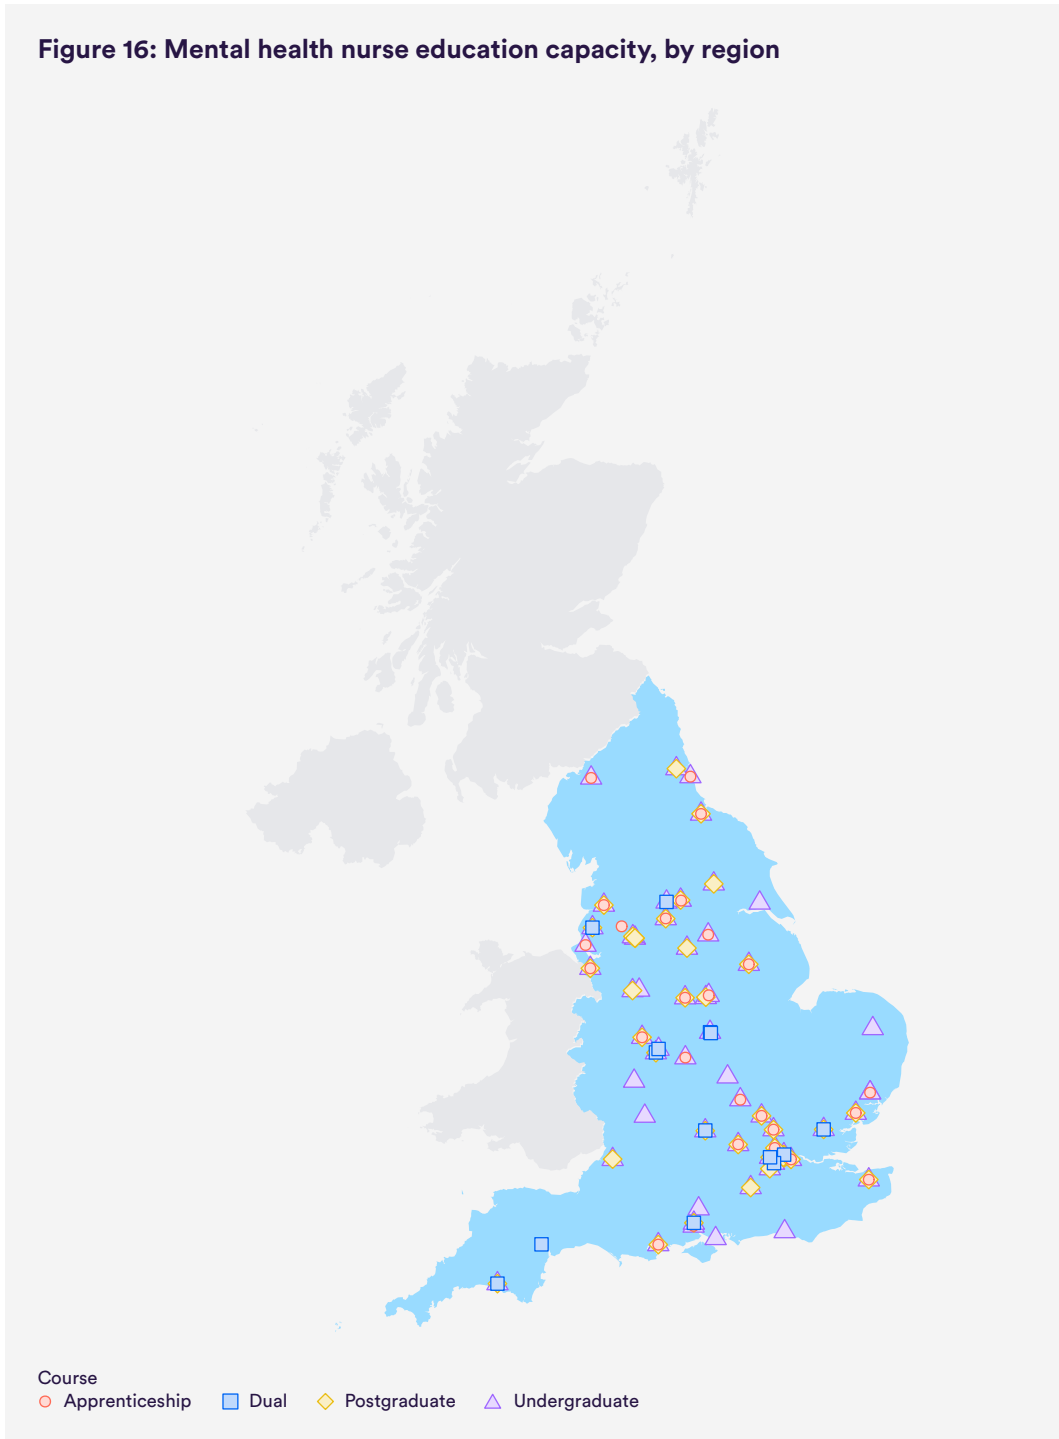 Figure 16: Mental health nurse education capacity, by region
Course
Apprenticeship Dual Postgraduate Undergraduate